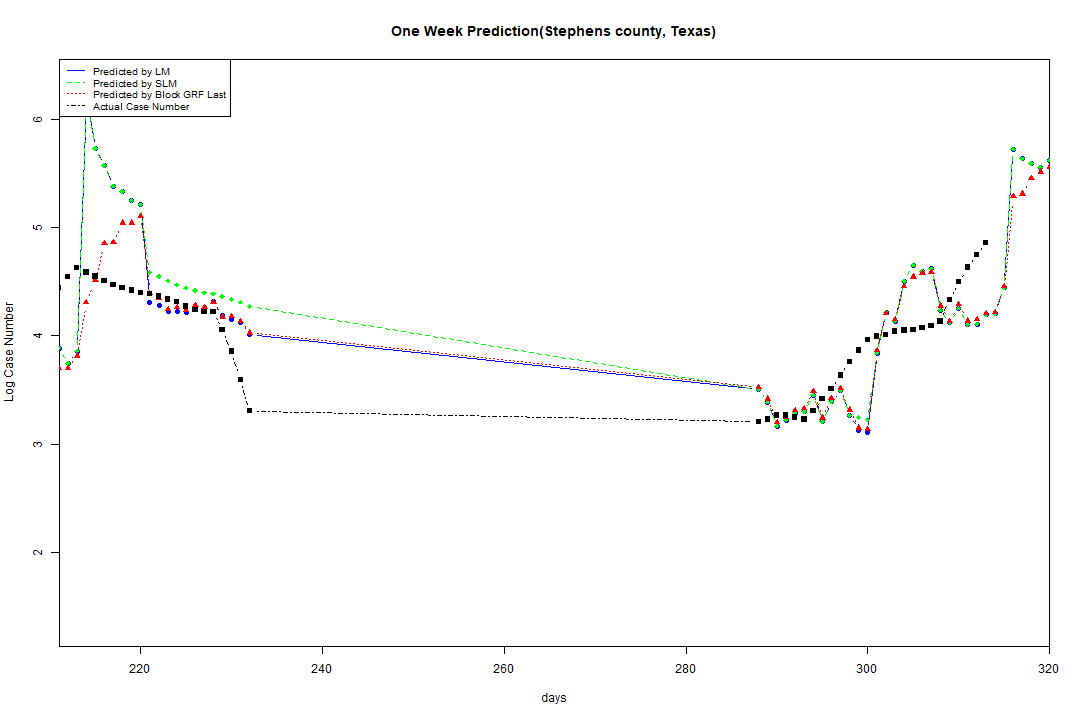 One Week Prediction(Stephens county, Texas)
Predicted by LM
Predicted by SLM
Predicted by Block GRF Last
Actual Case Number
6
5
4
3
2
Log Case Number
220 240 260 280 300 320
days